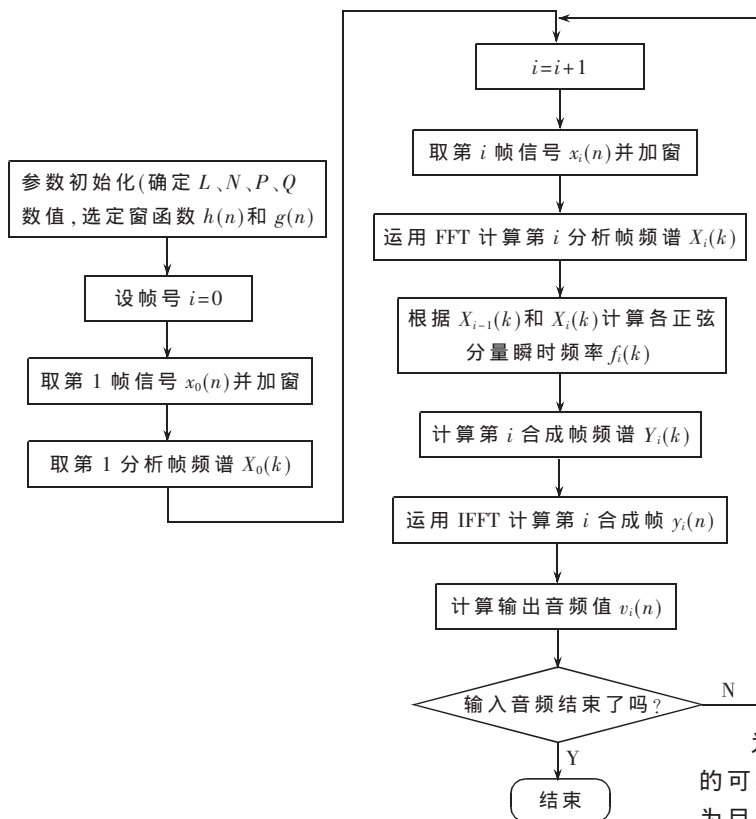 参数初始化(确定 L、N、P、Q
数值,选定窗函数 h(n)和 g(n)
设帧号 i=0
取第 1 帧信号 x₀(n)并加窗
取第 1 分析帧频谱 X₀(k)
i=i+1
取第 i 帧信号 xᵢ(n)并加窗
运用 FFT 计算第 i 分析帧频谱 Xᵢ(k)
根据 Xᵢ₋₁(k)和 Xᵢ(k)计算各正弦
分量瞬时频率 fᵢ(k)
计算第 i 合成帧频谱 Yᵢ(k)
运用 IFFT 计算第 i 合成帧 yᵢ(n)
计算输出音频值 vᵢ(n)
输入音频结束了吗?
N
Y
结束
的可